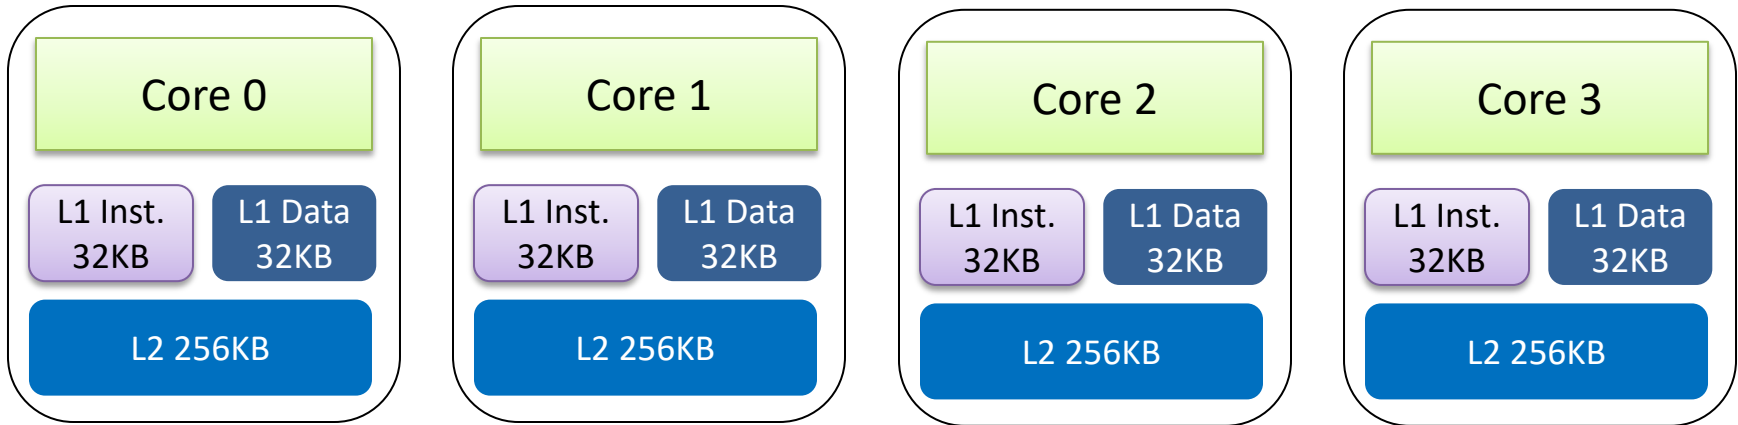 Core 0
L1 Inst.
32KB
L1 Data
32KB
L2 256KB
Core 1
L1 Inst.
32KB
L1 Data
32KB
L2 256KB
Core 2
L1 Inst.
32KB
L1 Data
32KB
L2 256KB
Core 3
L1 Inst.
32KB
L1 Data
32KB
L2 256KB